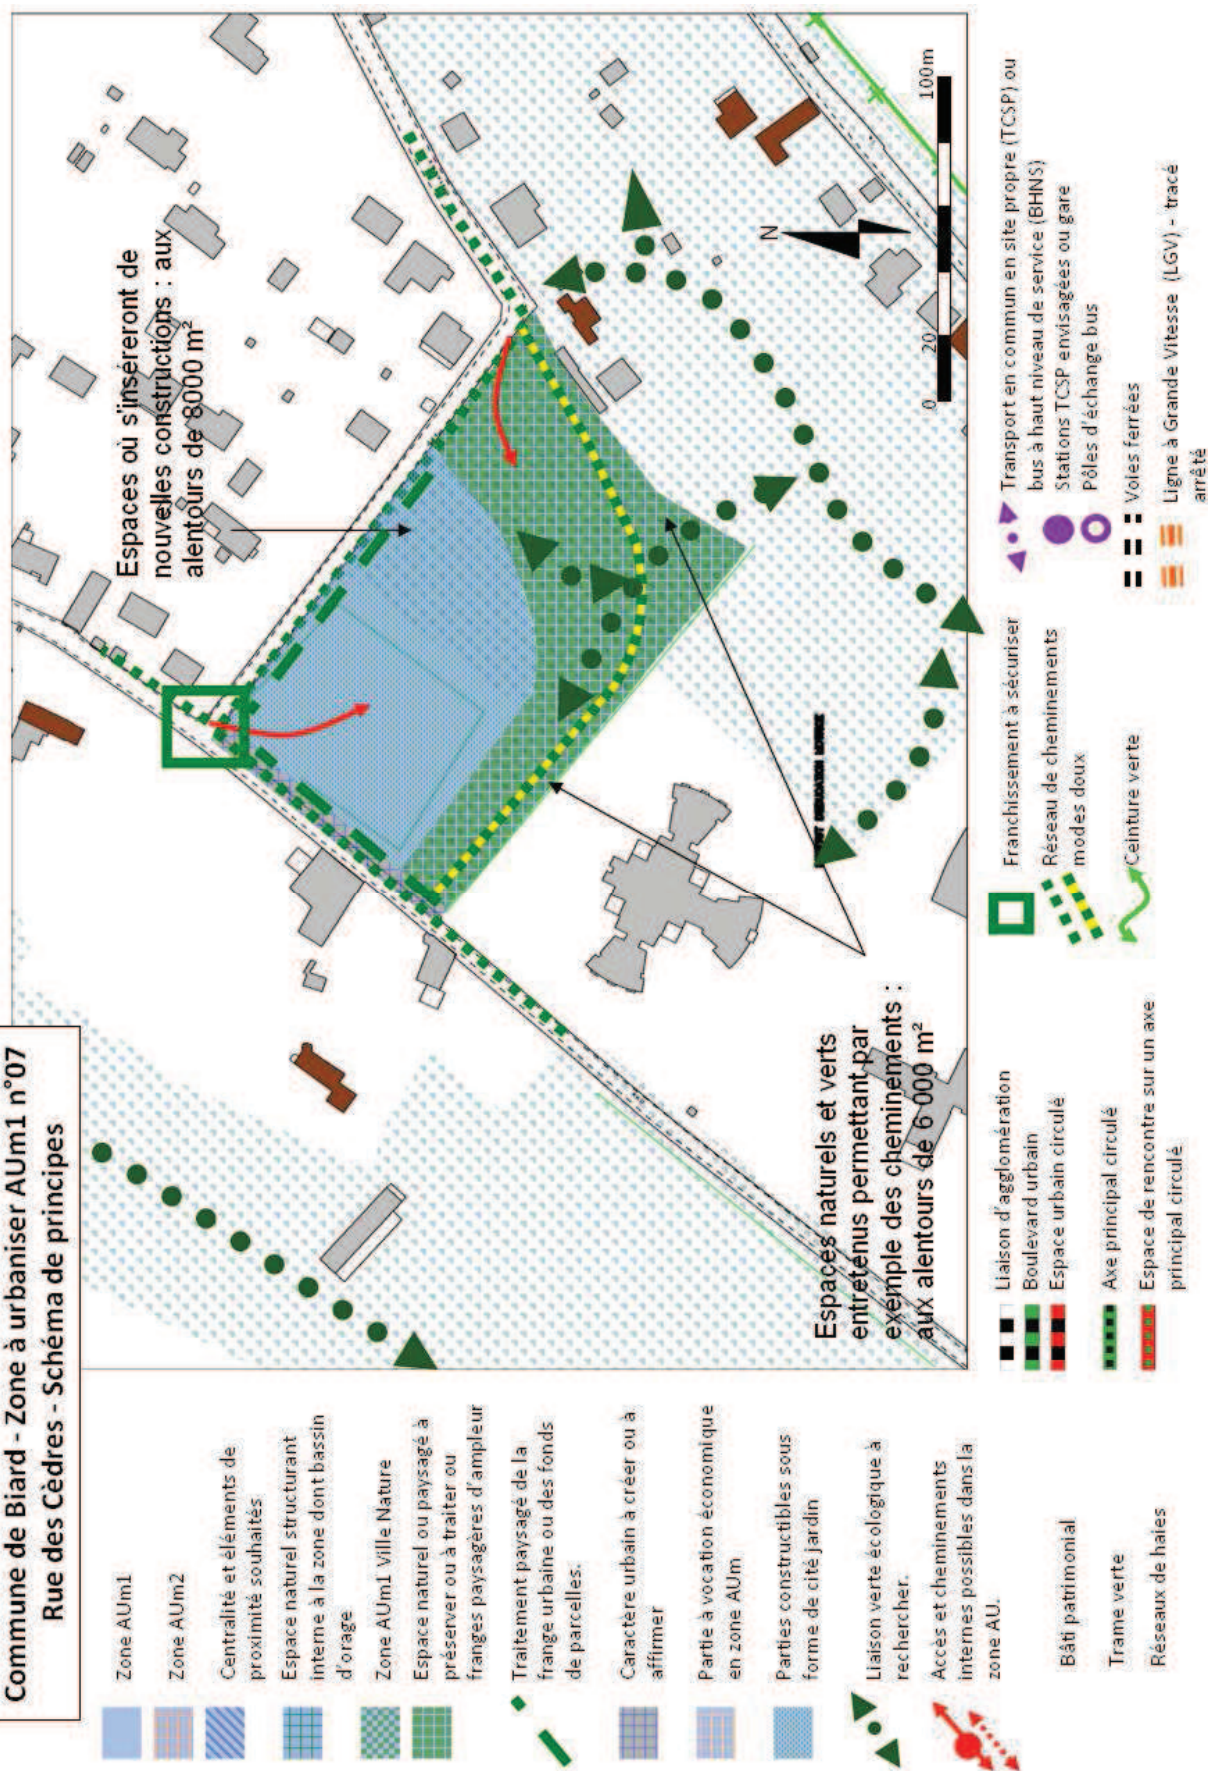 Commune de Biard - Zone à urbaniser AUm1 n°07
Rue des Cèdres - Schéma de principes
Espaces où s'inséreront de
nouvelles constructions : aux
alentours de 8000 m²
Espaces naturels et verts
entretenus permettant par
exemple des cheminements :
aux alentours de 6 000 m²
N
0
20
100m
Zone AUm1
Zone AUm2
Centralité et éléments de
proximité souhaités
Espace naturel structurant
interne à la zone dont bassin
d'orage
Zone AUm1 Ville Nature
Espace naturel ou paysagé à
préserver ou à traiter ou
franges paysagères d'ampleur
Traitement paysagé de la
frange urbaine ou des fonds
de parcelles.
Caractère urbain à créer ou à
affirmer
Partie à vocation économique
en zone AUm
Parties constructibles sous
forme de cité jardin
Liaison verte écologique à
rechercher.
Accès et cheminements
internes possibles dans la
zone AU.
Bâti patrimonial
Trame verte
Réseaux de haies
Liaison d'agglomération
Boulevard urbain
Espace urbain circulé
Axe principal circulé
Espace de rencontre sur un axe
principal circulé
Franchissement à sécuriser
Réseau de cheminements
modes doux
Ceinture verte
Transport en commun en site propre (TCSP) ou
bus à haut niveau de service (BHNS)
Stations TCSP envisagées ou gare
Pôles d'échange bus
Voies ferrées
Ligne à Grande Vitesse (LGV) - tracé
arrêté